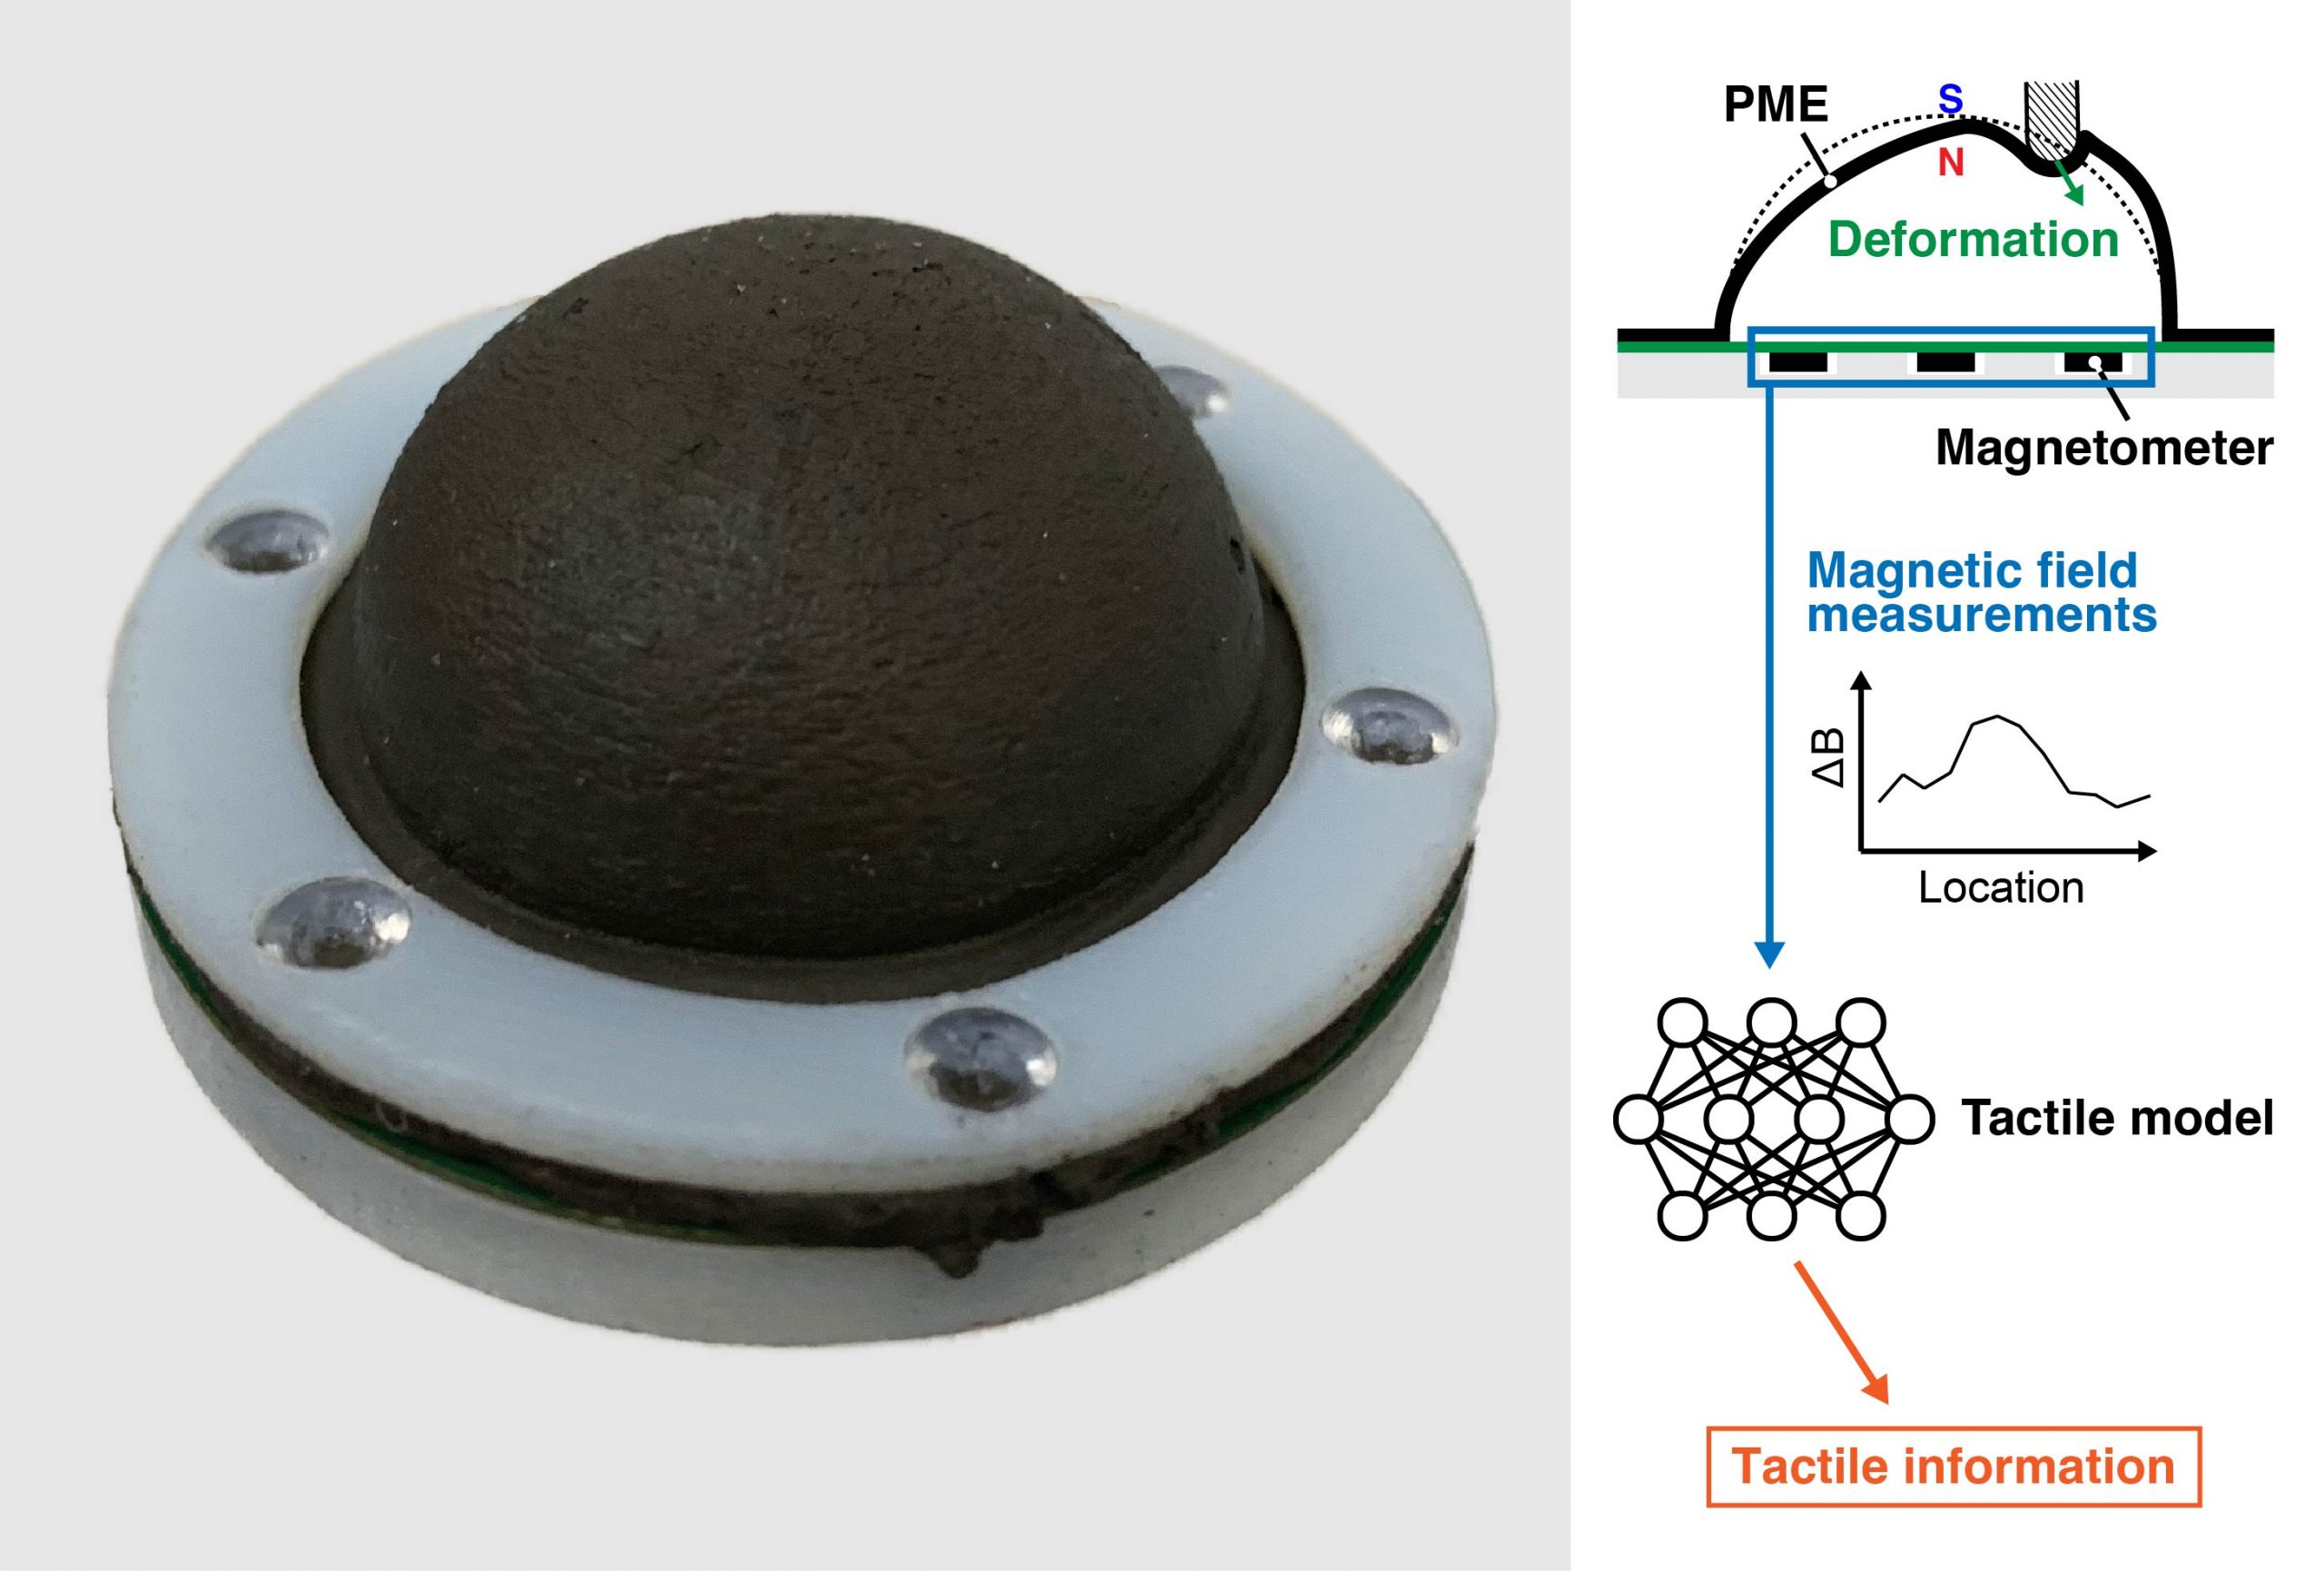 PME
S
N
Deformation
Magnetometer
Magnetic field
measurements
ΔB
Location
Tactile model
Tactile information